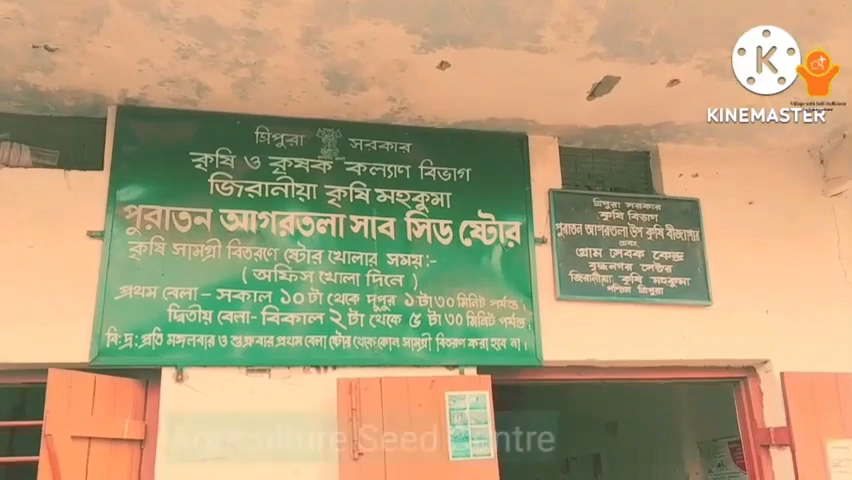 ত্রিপুরা সরকার
কৃষি ও কৃষক কল্যাণ বিভাগ
জিরানীয়া কৃষি মহকুমা
পুরাতন আগরতলা সাব সিড ষ্টোর
কৃষি সামগ্রী বিতরণে ষ্টোর খোলার সময়:-
( অফিস খোলা দিনে )
প্রথম বেলা - সকাল ১০টা থেকে দুপুর ১টা ৩০ মিনিট পর্যন্ত।
দ্বিতীয় বেলা- বিকাল ২টা থেকে ৫টা ৩০ মিনিট পর্যন্ত
বি:দ্র: প্রতি মঙ্গলবার ও শুক্রবার প্রথম বেলা ষ্টোর থেকে কোন সামগ্রী বিতরণ করা হবে না।
ত্রিপুরা সরকার
কৃষি বিভাগ
পুরাতন আগরতলা উপ কৃষি বীজাগার
এবং
গ্রাম সেবক কেন্দ্র
বুদ্ধনগর সেন্টার
জিরানীয়া কৃষি মহকুমা
পশ্চিম ত্রিপুরা
K
KINEMASTER
Agriculture Seed Centre